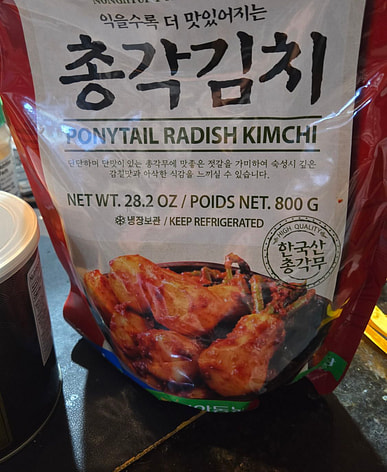 익을수록 더 맛있어지는
총각김치
PONYTAIL RADISH KIMCHI
단단하며 단맛이 있는 총각무에 맛좋은 젓갈을 가미하여 숙성시 깊은
감칠맛과 아삭한 식감을 느끼실 수 있습니다.
NET WT. 28.2 OZ / POIDS NET. 800 G
냉장보관 / KEEP REFRIGERATED
HIGH QUALITY
한국산
총각무